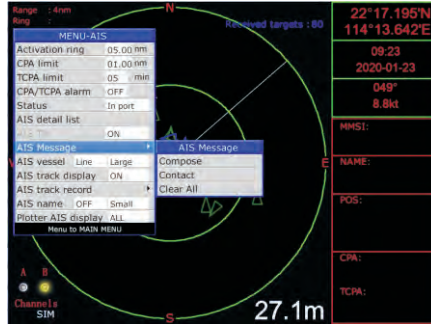 Range : 4nm
Ring :
N
Received targets : 80
MENU-AIS
Activation ring 05.00 nm
CPA limit 01.00 nm
TCPA limit 05 min
CPA/TCPA alarm OFF
Status In port
AIS detail list
ON
AIS Message
AIS vessel Line Large
AIS track display ON
AIS track record
AIS name OFF Small
Plotter AIS display ALL
Menu to MAIN MENU
AIS Message
Compose
Contact
Clear All
E
S
A B
Channels
SIM
27.1m
22°17.195'N
114°13.642'E
09:23
2020-01-23
049°
8.8kt
MMSI:
NAME:
POS:
CPA:
TCPA: